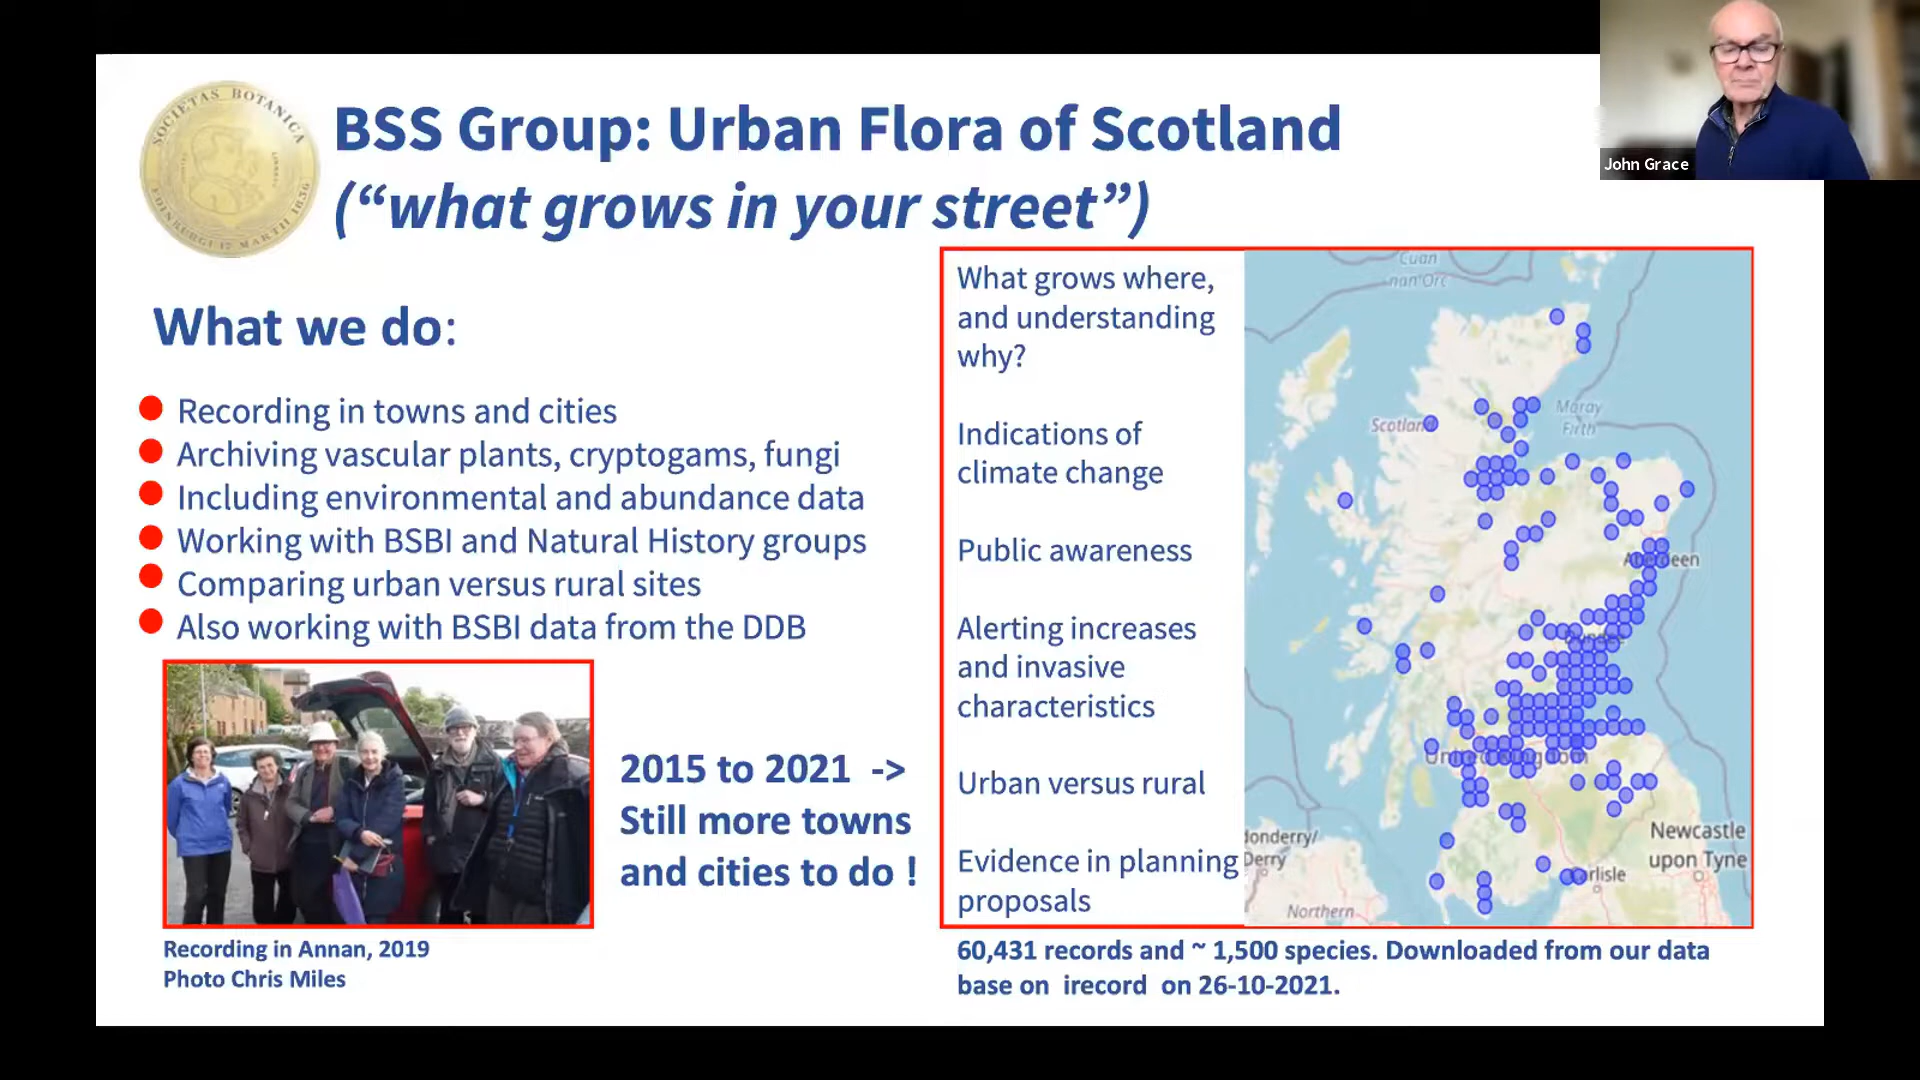 SOCIETAS BOTANICA
EDINBURGI
MARTII 1836
BSS Group: Urban Flora of Scotland
(“what grows in your street”)
John Grace
What we do:
Recording in towns and cities
Archiving vascular plants, cryptogams, fungi
Including environmental and abundance data
Working with BSBI and Natural History groups
Comparing urban versus rural sites
Also working with BSBI data from the DDB
Recording in Annan, 2019
Photo Chris Miles
2015 to 2021 ->
Still more towns
and cities to do !
What grows where,
and understanding
why?
Indications of
climate change
Public awareness
Alerting increases
and invasive
characteristics
Urban versus rural
Evidence in planning
proposals
Cuan
nan Orc
Scotland
Moray
Firth
Aberdeen
Dundee
United Kingdom
donderry/
Derry
Newcastle
upon Tyne
Carlisle
Northern
60,431 records and ~ 1,500 species. Downloaded from our data
base on irecord on 26-10-2021.